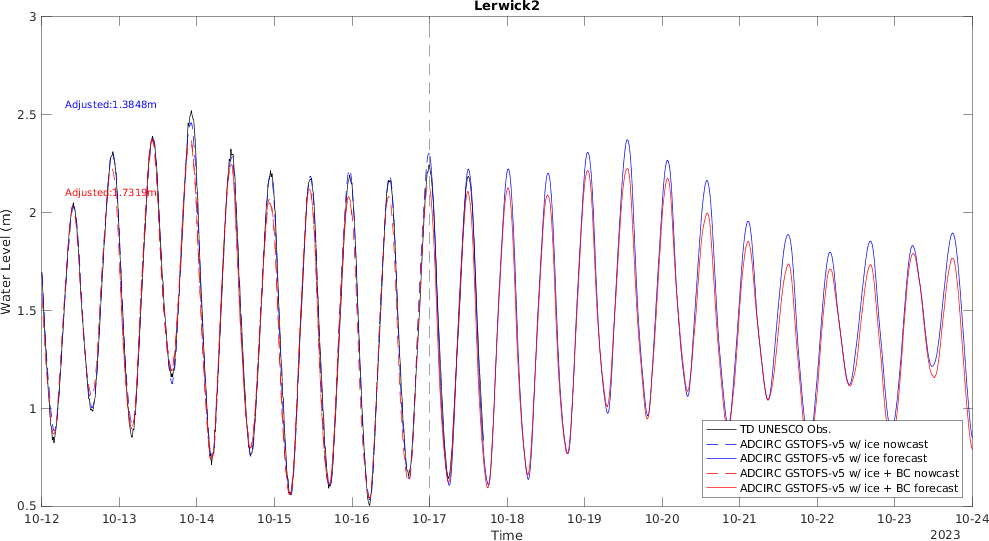 Lerwick2
3
2.5
2
1.5
1
0.5
Water Level (m)
Adjusted:1.3848m
Adjusted:1.7319m
TD UNESCO Obs.
ADCIRC GSTOFS-v5 w/ ice nowcast
ADCIRC GSTOFS-v5 w/ ice forecast
ADCIRC GSTOFS-v5 w/ ice + BC nowcast
ADCIRC GSTOFS-v5 w/ ice + BC forecast
10-12 10-13 10-14 10-15 10-16 10-17 10-18 10-19 10-20 10-21 10-22 10-23 10-24
Time
2023